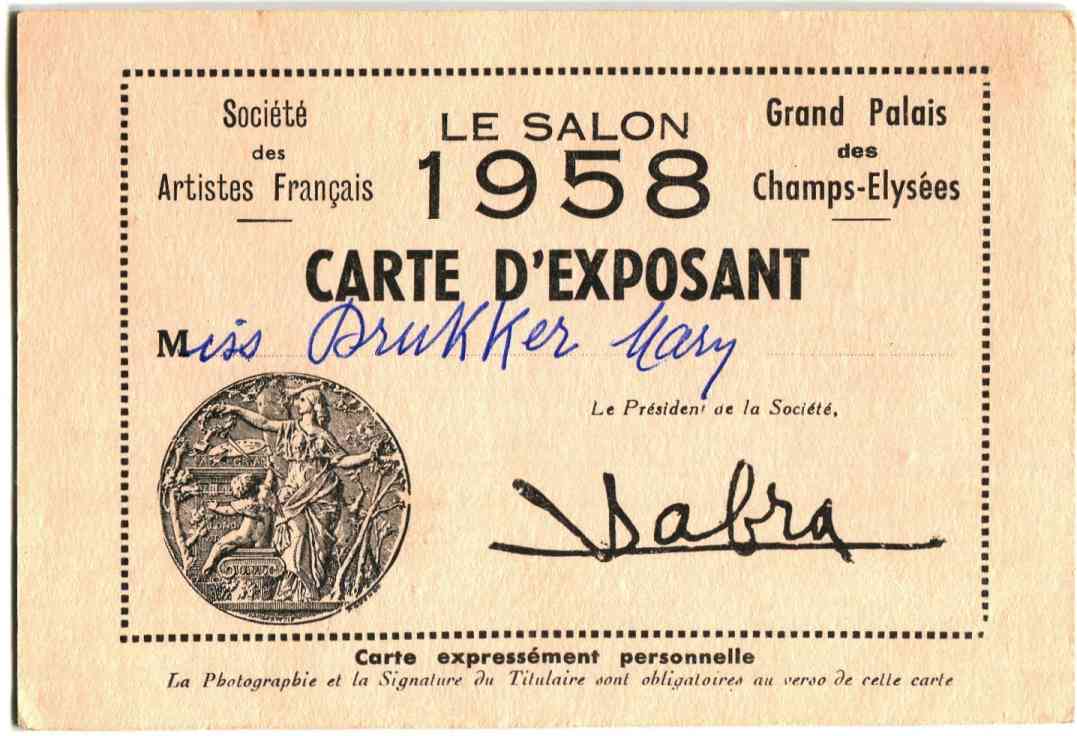 Société
des
Artistes Français
LE SALON
1958
Grand Palais
des
Champs-Elysées
CARTE D'EXPOSANT
Miss Drukker Mary
Le Président de la Société,
Sabra
Carte expressément personnelle
La Photographie et la Signature du Titulaire sont obligatoires au verso de cette carte